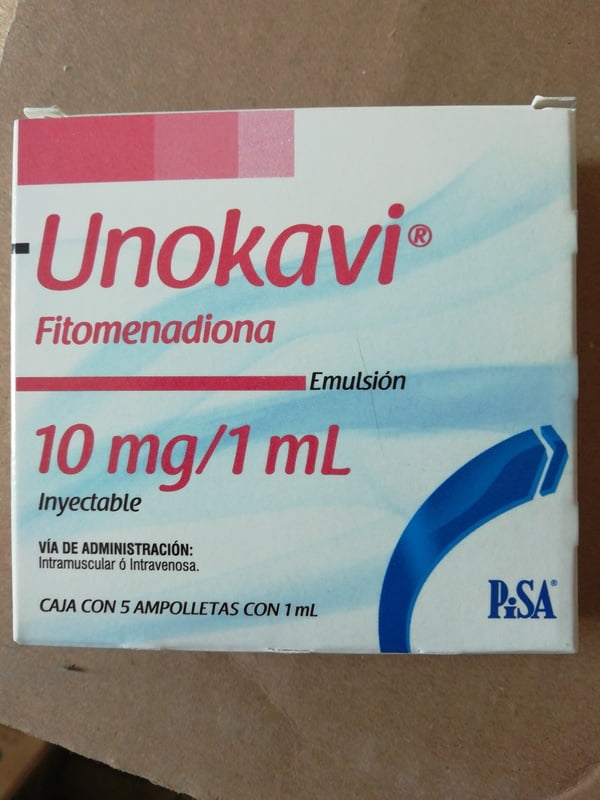 Unokavi®
Fitomenadiona
Emulsión
10 mg/1 mL
Inyectable
VÍA DE ADMINISTRACIÓN:
Intramuscular ó Intravenosa.
CAJA CON 5 AMPOLLETAS CON 1 mL
PiSA®